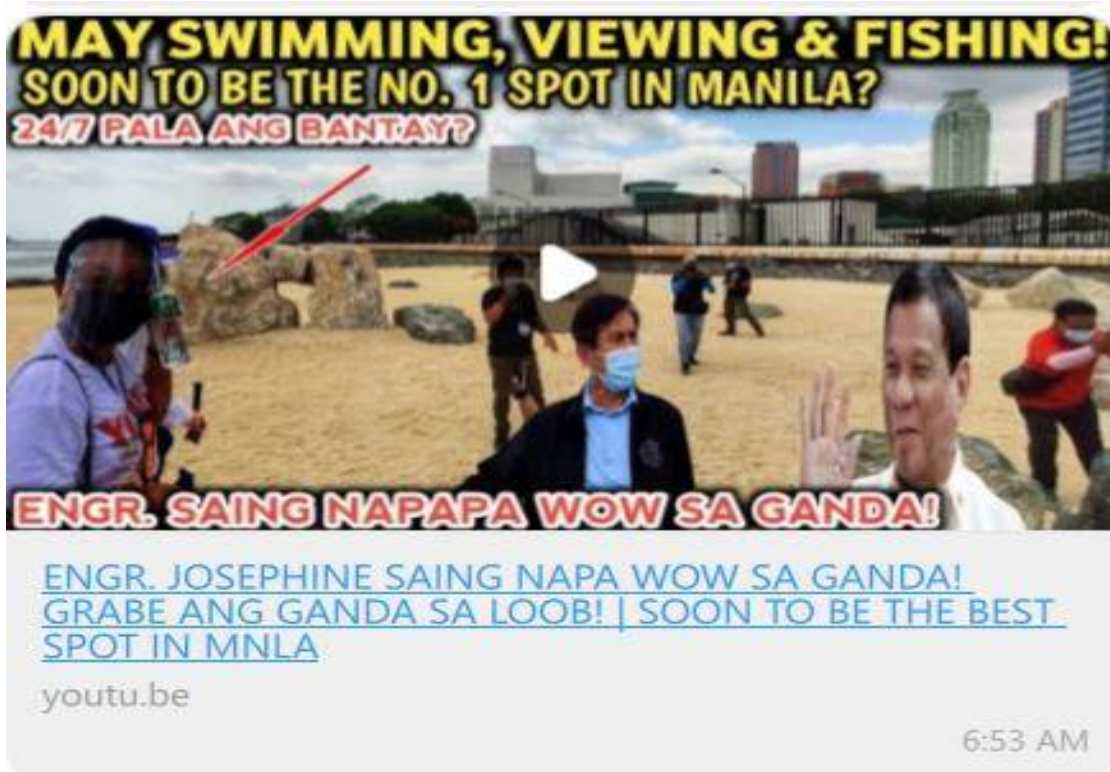 MAY SWIMMING, VIEWING & FISHING!
SOON TO BE THE NO. 1 SPOT IN MANILA?
24/7 PALA ANG BANTAY?
ENGR. SAING NAPAPA WOW SA GANDA!
ENGR. JOSEPHINE SAING NAPA WOW SA GANDA!
GRABE ANG GANDA SA LOOB! | SOON TO BE THE BEST
SPOT IN MNLA
youtu.be
6:53 AM